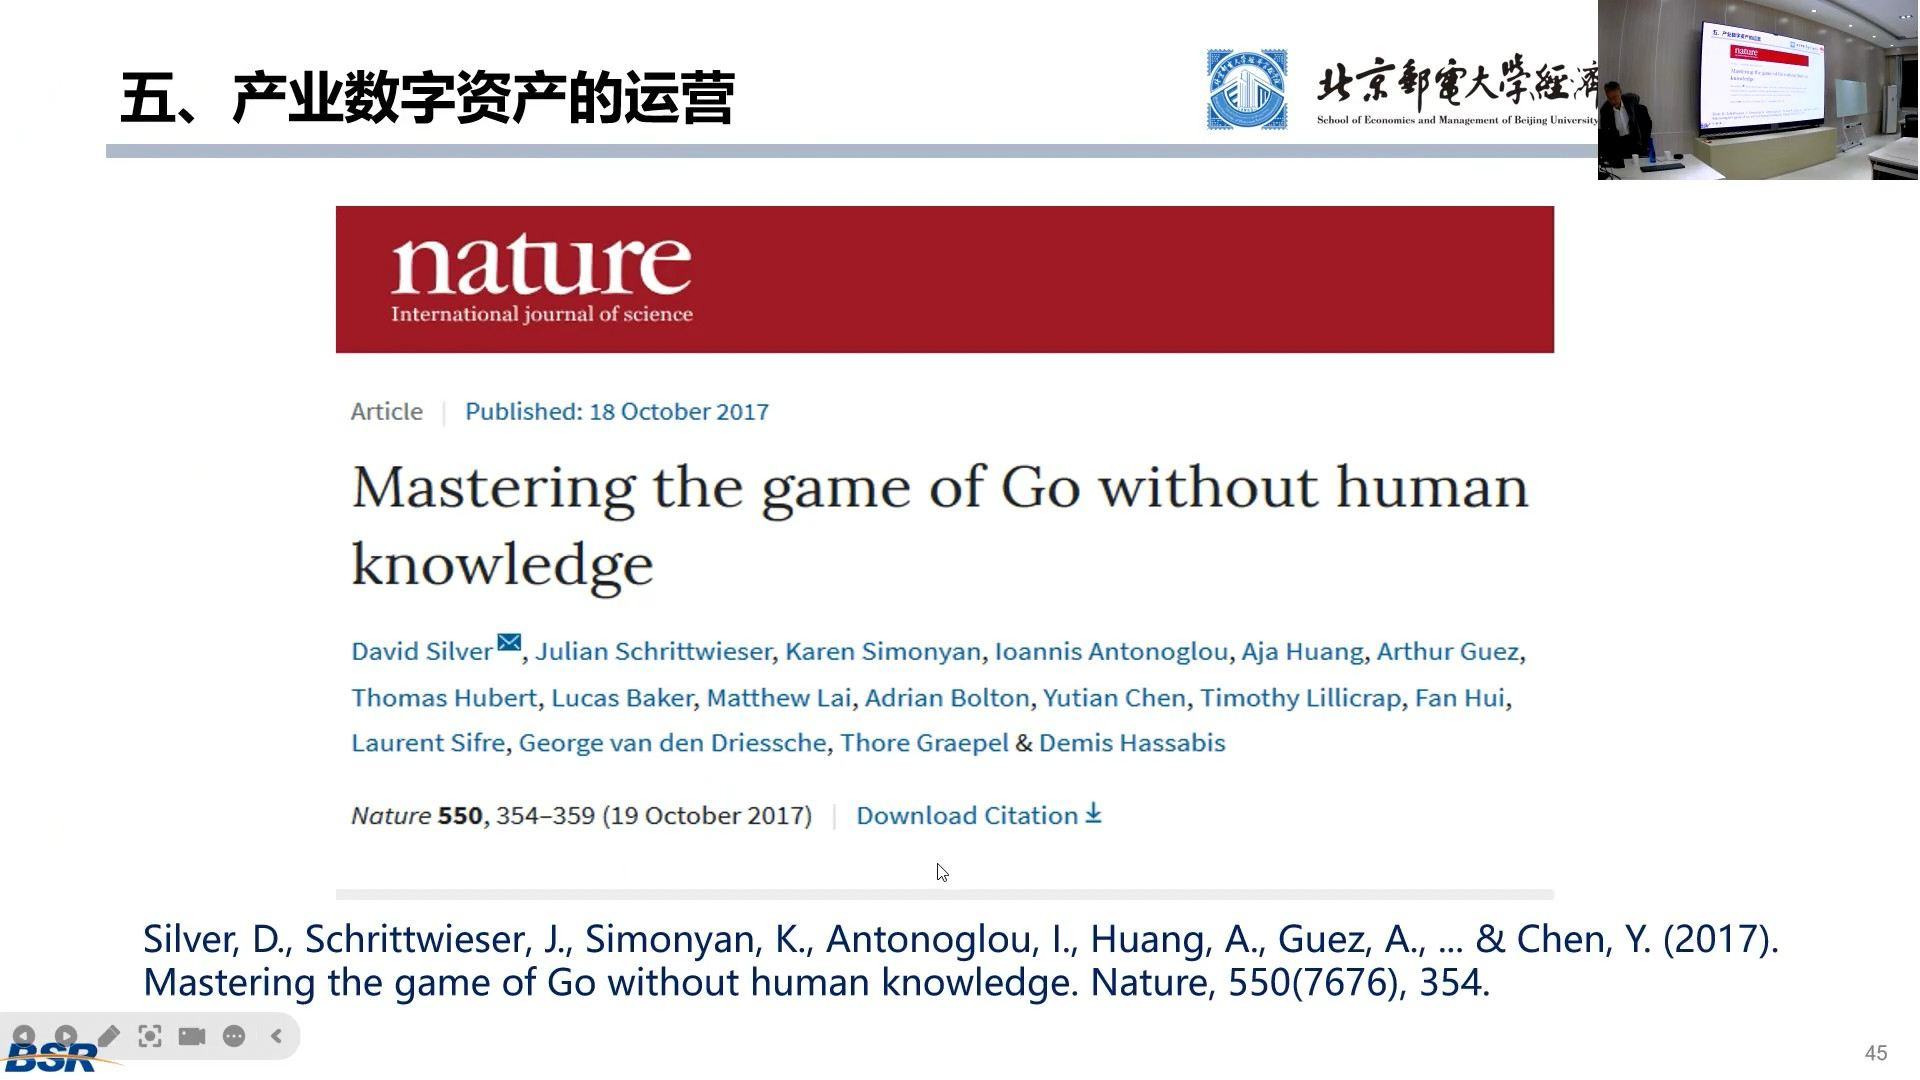 五、产业数字资产的运营
北京郵電大學經濟
School of Economics and Management of Beijing University
nature
International journal of science
Article | Published: 18 October 2017
Mastering the game of Go without human
knowledge
David Silver, Julian Schrittwieser, Karen Simonyan, Ioannis Antonoglou, Aja Huang, Arthur Guez,
Thomas Hubert, Lucas Baker, Matthew Lai, Adrian Bolton, Yutian Chen, Timothy Lillicrap, Fan Hui,
Laurent Sifre, George van den Driessche, Thore Graepel & Demis Hassabis
Nature 550, 354–359 (19 October 2017) | Download Citation
Silver, D., Schrittwieser, J., Simonyan, K., Antonoglou, I., Huang, A., Guez, A., ... & Chen, Y. (2017).
Mastering the game of Go without human knowledge. Nature, 550(7676), 354.
BSR
45